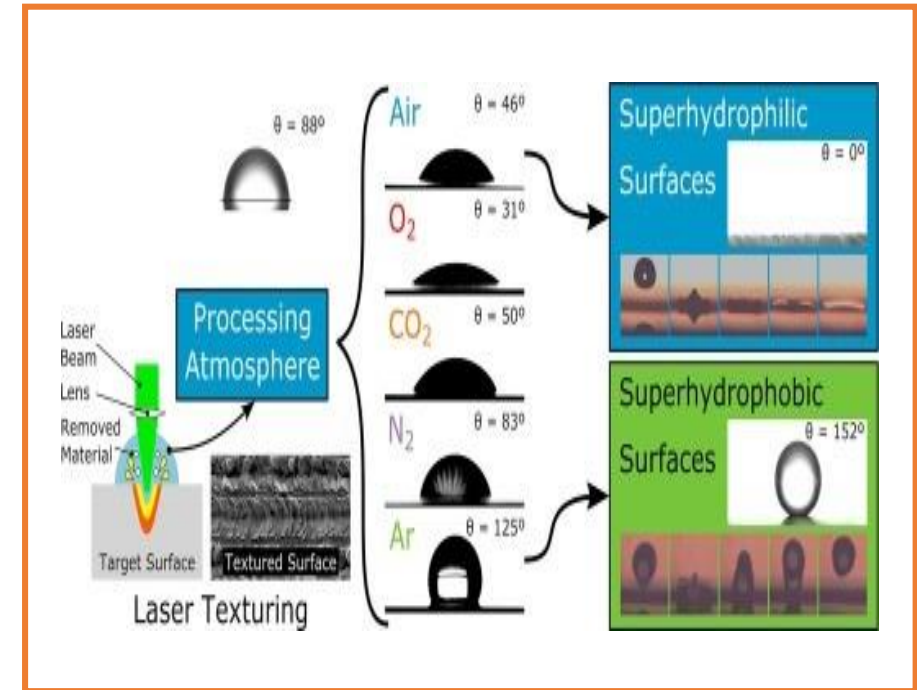 θ = 88º
Laser
Beam
Lens
Removed
Material
Target Surface
Textured Surface
Laser Texturing
Processing
Atmosphere
Air
θ = 46º
O₂
θ = 31º
CO₂
θ = 50º
N₂
θ = 83º
Ar
θ = 125º
Superhydrophilic
Surfaces
θ = 0º
Superhydrophobic
Surfaces
θ = 152º